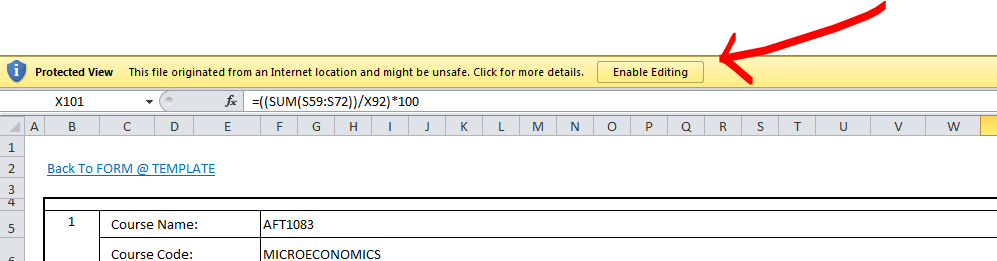 Protected View This file originated from an Internet location and might be unsafe. Click for more details. Enable Editing
X101 fx =((SUM(S59:S72))/X92)*100
A B C D E F G H I J K L M N O P Q R S T U V W
1
2 Back To FORM @ TEMPLATE
3
4
5 1 Course Name: AFT1083
6 Course Code: MICROECONOMICS